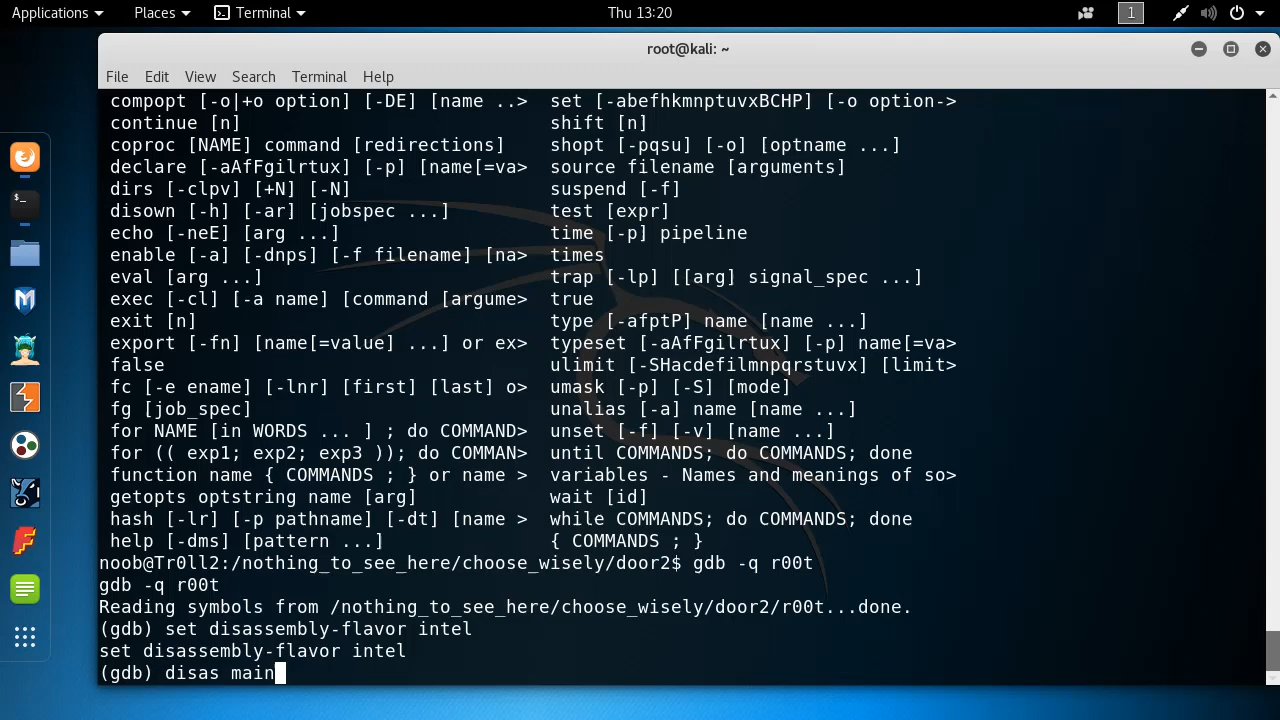 Applications Places Terminal Thu 13:20 1
root@kali: ~
File Edit View Search Terminal Help
compopt [-o|+o option] [-DE] [name ..> set [-abefhkmnptuvxBCHP] [-o option->
continue [n] shift [n]
coproc [NAME] command [redirections] shopt [-pqsu] [-o] [optname ...]
declare [-aAfFgilrtux] [-p] [name[=va> source filename [arguments]
dirs [-clpv] [+N] [-N] suspend [-f]
disown [-h] [-ar] [jobspec ...] test [expr]
echo [-neE] [arg ...] time [-p] pipeline
enable [-a] [-dnps] [-f filename] [na> times
eval [arg ...] trap [-lp] [[arg] signal_spec ...]
exec [-cl] [-a name] [command [argume> true
exit [n] type [-afptP] name [name ...]
export [-fn] [name[=value] ...] or ex> typeset [-aAfFgilrtux] [-p] name[=va>
false ulimit [-SHacdefilmnpqrstuvx] [limit>
fc [-e ename] [-lnr] [first] [last] o> umask [-p] [-S] [mode]
fg [job_spec] unalias [-a] name [name ...]
for NAME [in WORDS ... ] ; do COMMAND> unset [-f] [-v] [name ...]
for (( exp1; exp2; exp3 )); do COMMAN> until COMMANDS; do COMMANDS; done
function name { COMMANDS ; } or name > variables - Names and meanings of so>
getopts optstring name [arg] wait [id]
hash [-lr] [-p pathname] [-dt] [name > while COMMANDS; do COMMANDS; done
help [-dms] [pattern ...] { COMMANDS ; }
noob@Tr0ll2:/nothing_to_see_here/choose_wisely/door2$ gdb -q r00t
gdb -q r00t
Reading symbols from /nothing_to_see_here/choose_wisely/door2/r00t...done.
(gdb) set disassembly-flavor intel
set disassembly-flavor intel
(gdb) disas main